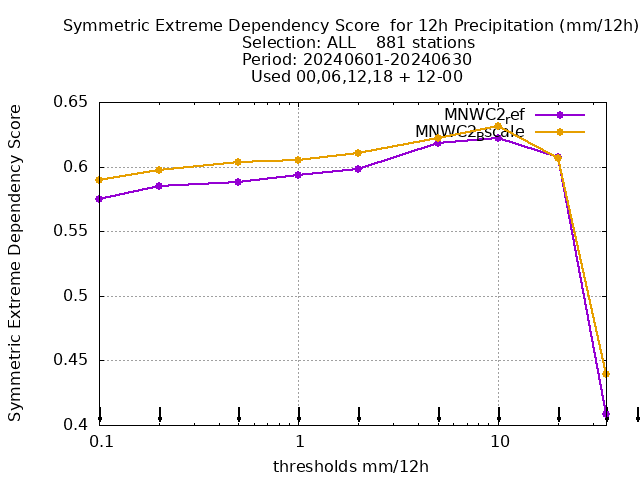 Symmetric Extreme Dependency Score  for 12h Precipitation (mm/12h)
Selection: ALL    881 stations
Period: 20240601-20240630
Used 00,06,12,18 + 12-00
MNWC2ref
MNWC2Bscale
0.65
0.6
0.55
0.5
0.45
0.4
0.1 1 10
Symmetric Extreme Dependency Score
thresholds mm/12h